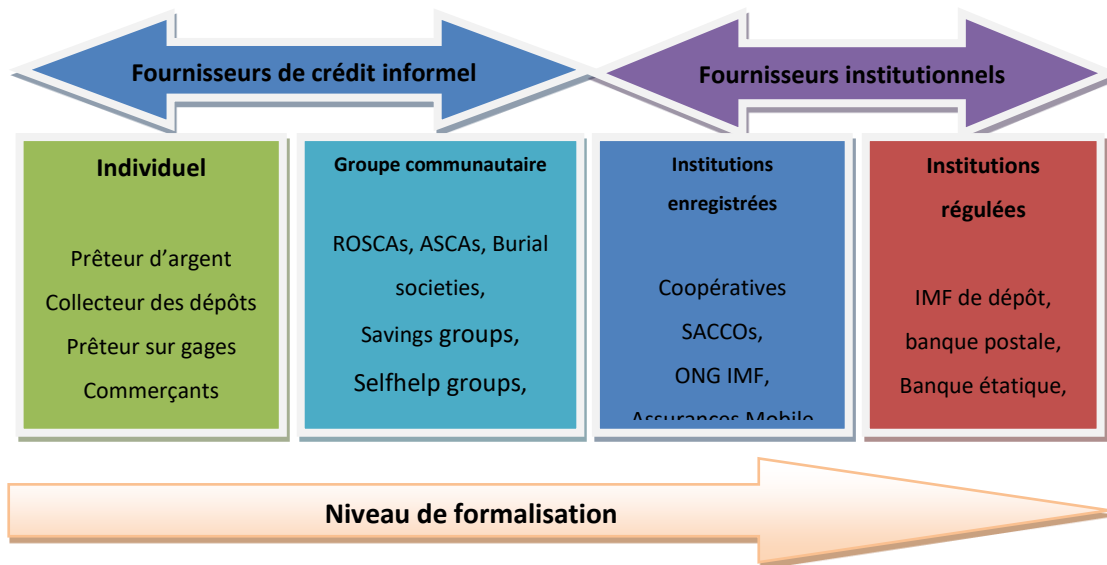 Fournisseurs de crédit informel
Fournisseurs institutionnels
Individuel
Prêteur d’argent
Collecteur des dépôts
Prêteur sur gages
Commerçants
Groupe communautaire
ROSCAs, ASCAs, Burial
societies,
Savings groups,
Selfhelp groups,
Institutions
enregistrées
Coopératives
SACCOs,
ONG IMF,
Assurances Mobile
Institutions
régulées
IMF de dépôt,
banque postale,
Banque étatique,
Niveau de formalisation